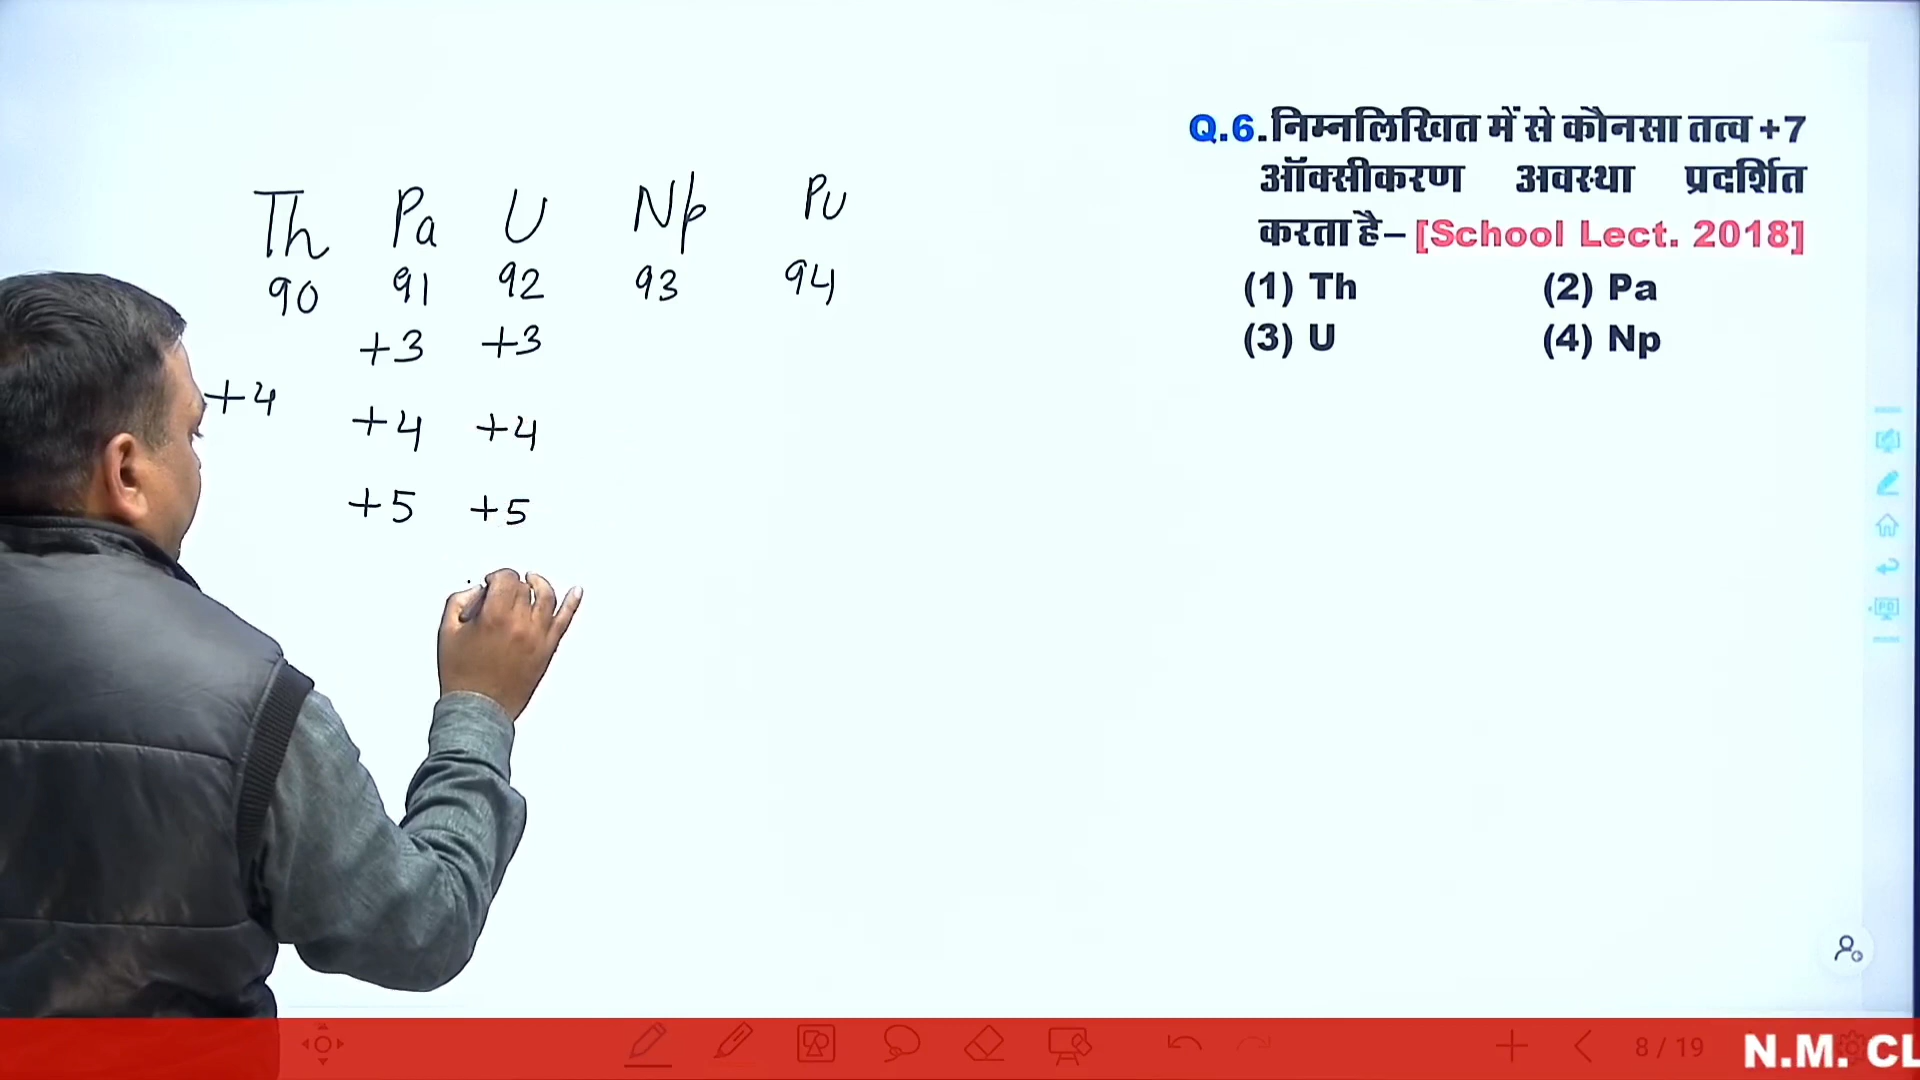 Th Pa U Np Pu
90 91 92 93 94
+3 +3
+4 +4 +4
+5 +5
Q.6.निम्नलिखित में से कौनसा तत्व +7
ऑक्सीकरण अवस्था प्रदर्शित
करता है– [School Lect. 2018]
(1) Th (2) Pa
(3) U (4) Np
8 / 19
N.M. CL